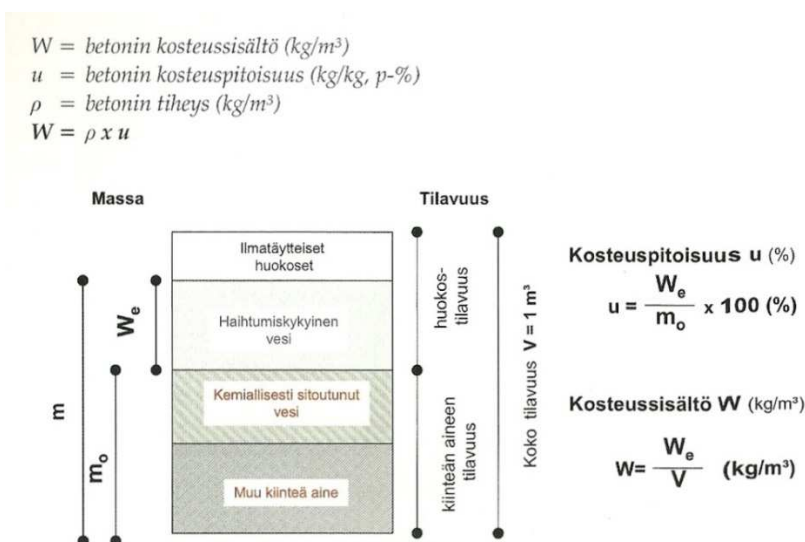 W = betonin kosteussisältö (kg/m³)
u = betonin kosteuspitoisuus (kg/kg, p-%)
ρ = betonin tiheys (kg/m³)
W = ρ x u
Massa
Tilavuus
Ilmatäytteiset
huokoset
Haihtumiskykyinen
vesi
Kemiallisesti sitoutunut
vesi
Muu kiinteä aine
m
mₒ
Wₑ
huokos-
tilavuus
kiinteän aineen
tilavuus
Koko tilavuus V = 1 m³
Kosteuspitoisuus u (%)
u = Wₑ / mₒ x 100 (%)
Kosteussisältö W (kg/m³)
W= Wₑ / V (kg/m³)